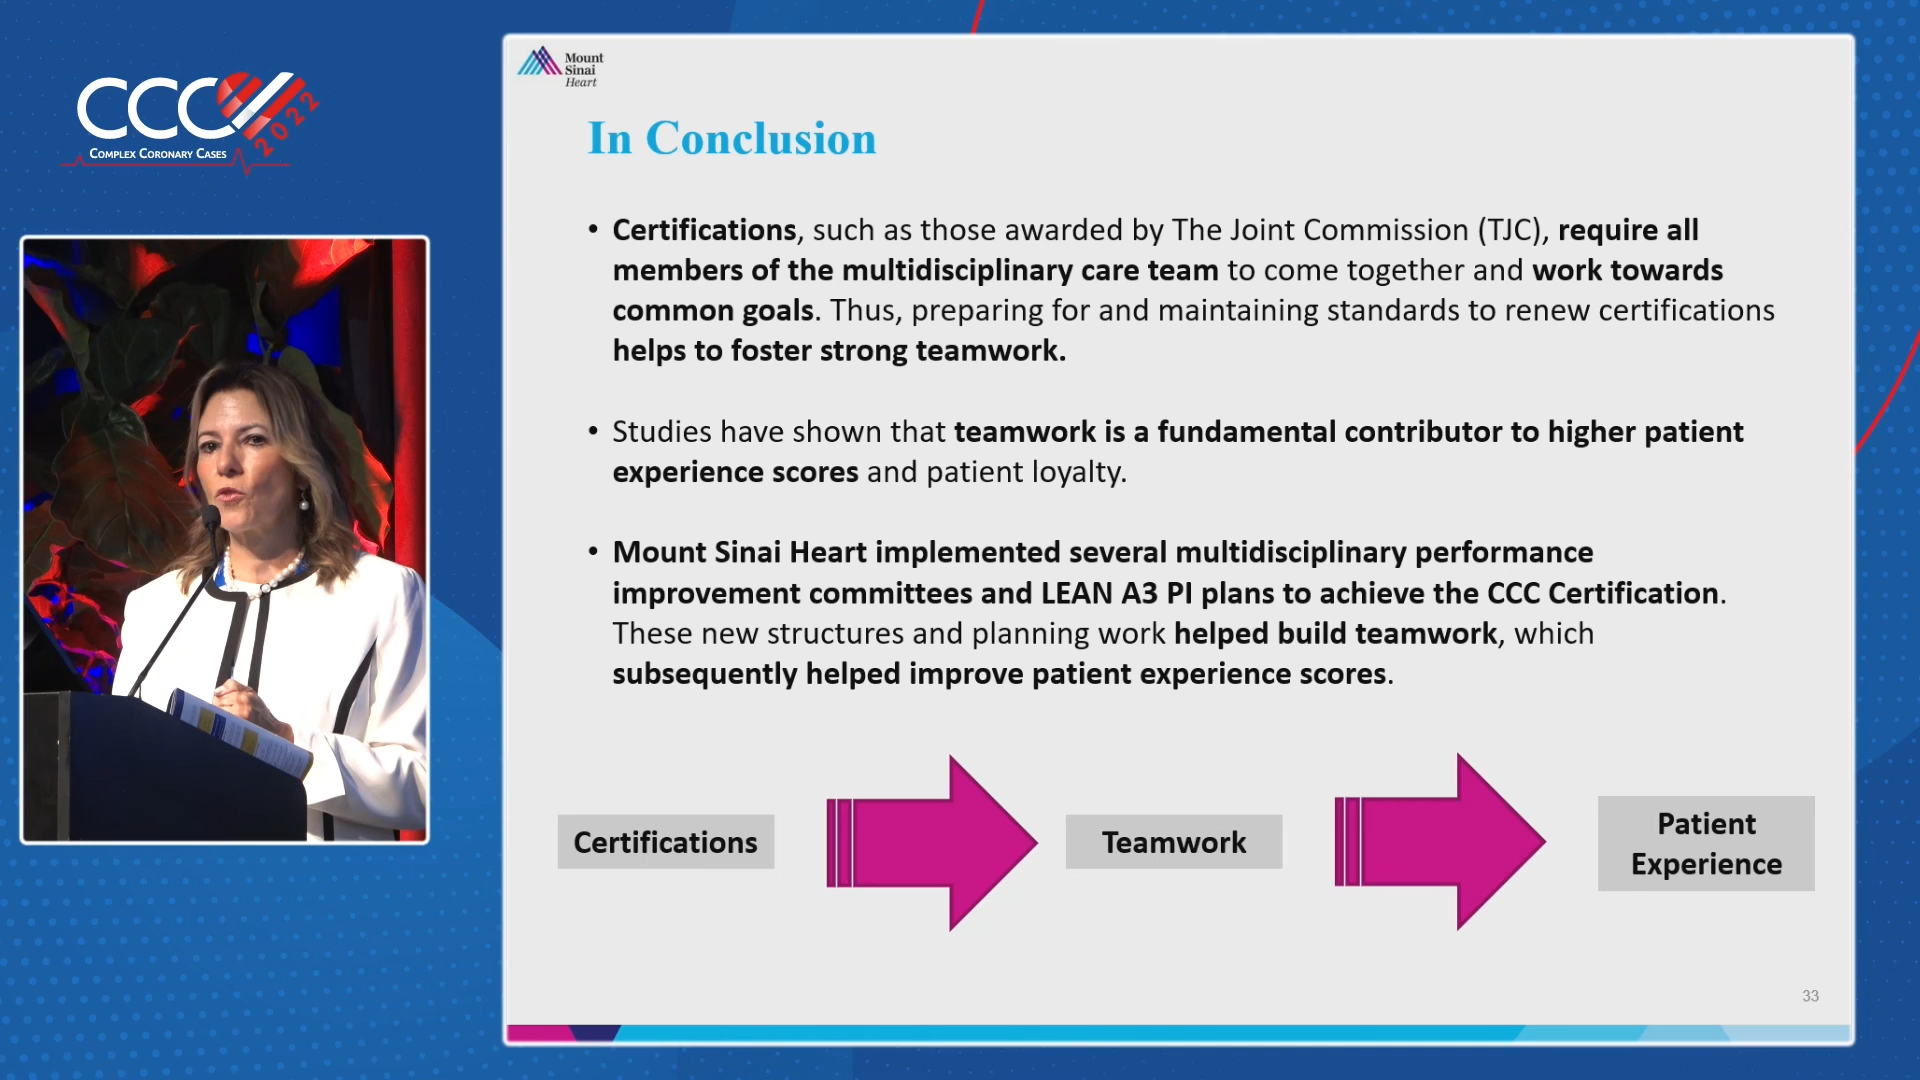 CCC
2022
COMPLEX CORONARY CASES
Mount
Sinai
Heart
In Conclusion
• Certifications, such as those awarded by The Joint Commission (TJC), require all
members of the multidisciplinary care team to come together and work towards
common goals. Thus, preparing for and maintaining standards to renew certifications
helps to foster strong teamwork.
• Studies have shown that teamwork is a fundamental contributor to higher patient
experience scores and patient loyalty.
• Mount Sinai Heart implemented several multidisciplinary performance
improvement committees and LEAN A3 PI plans to achieve the CCC Certification.
These new structures and planning work helped build teamwork, which
subsequently helped improve patient experience scores.
Certifications
Teamwork
Patient
Experience
33